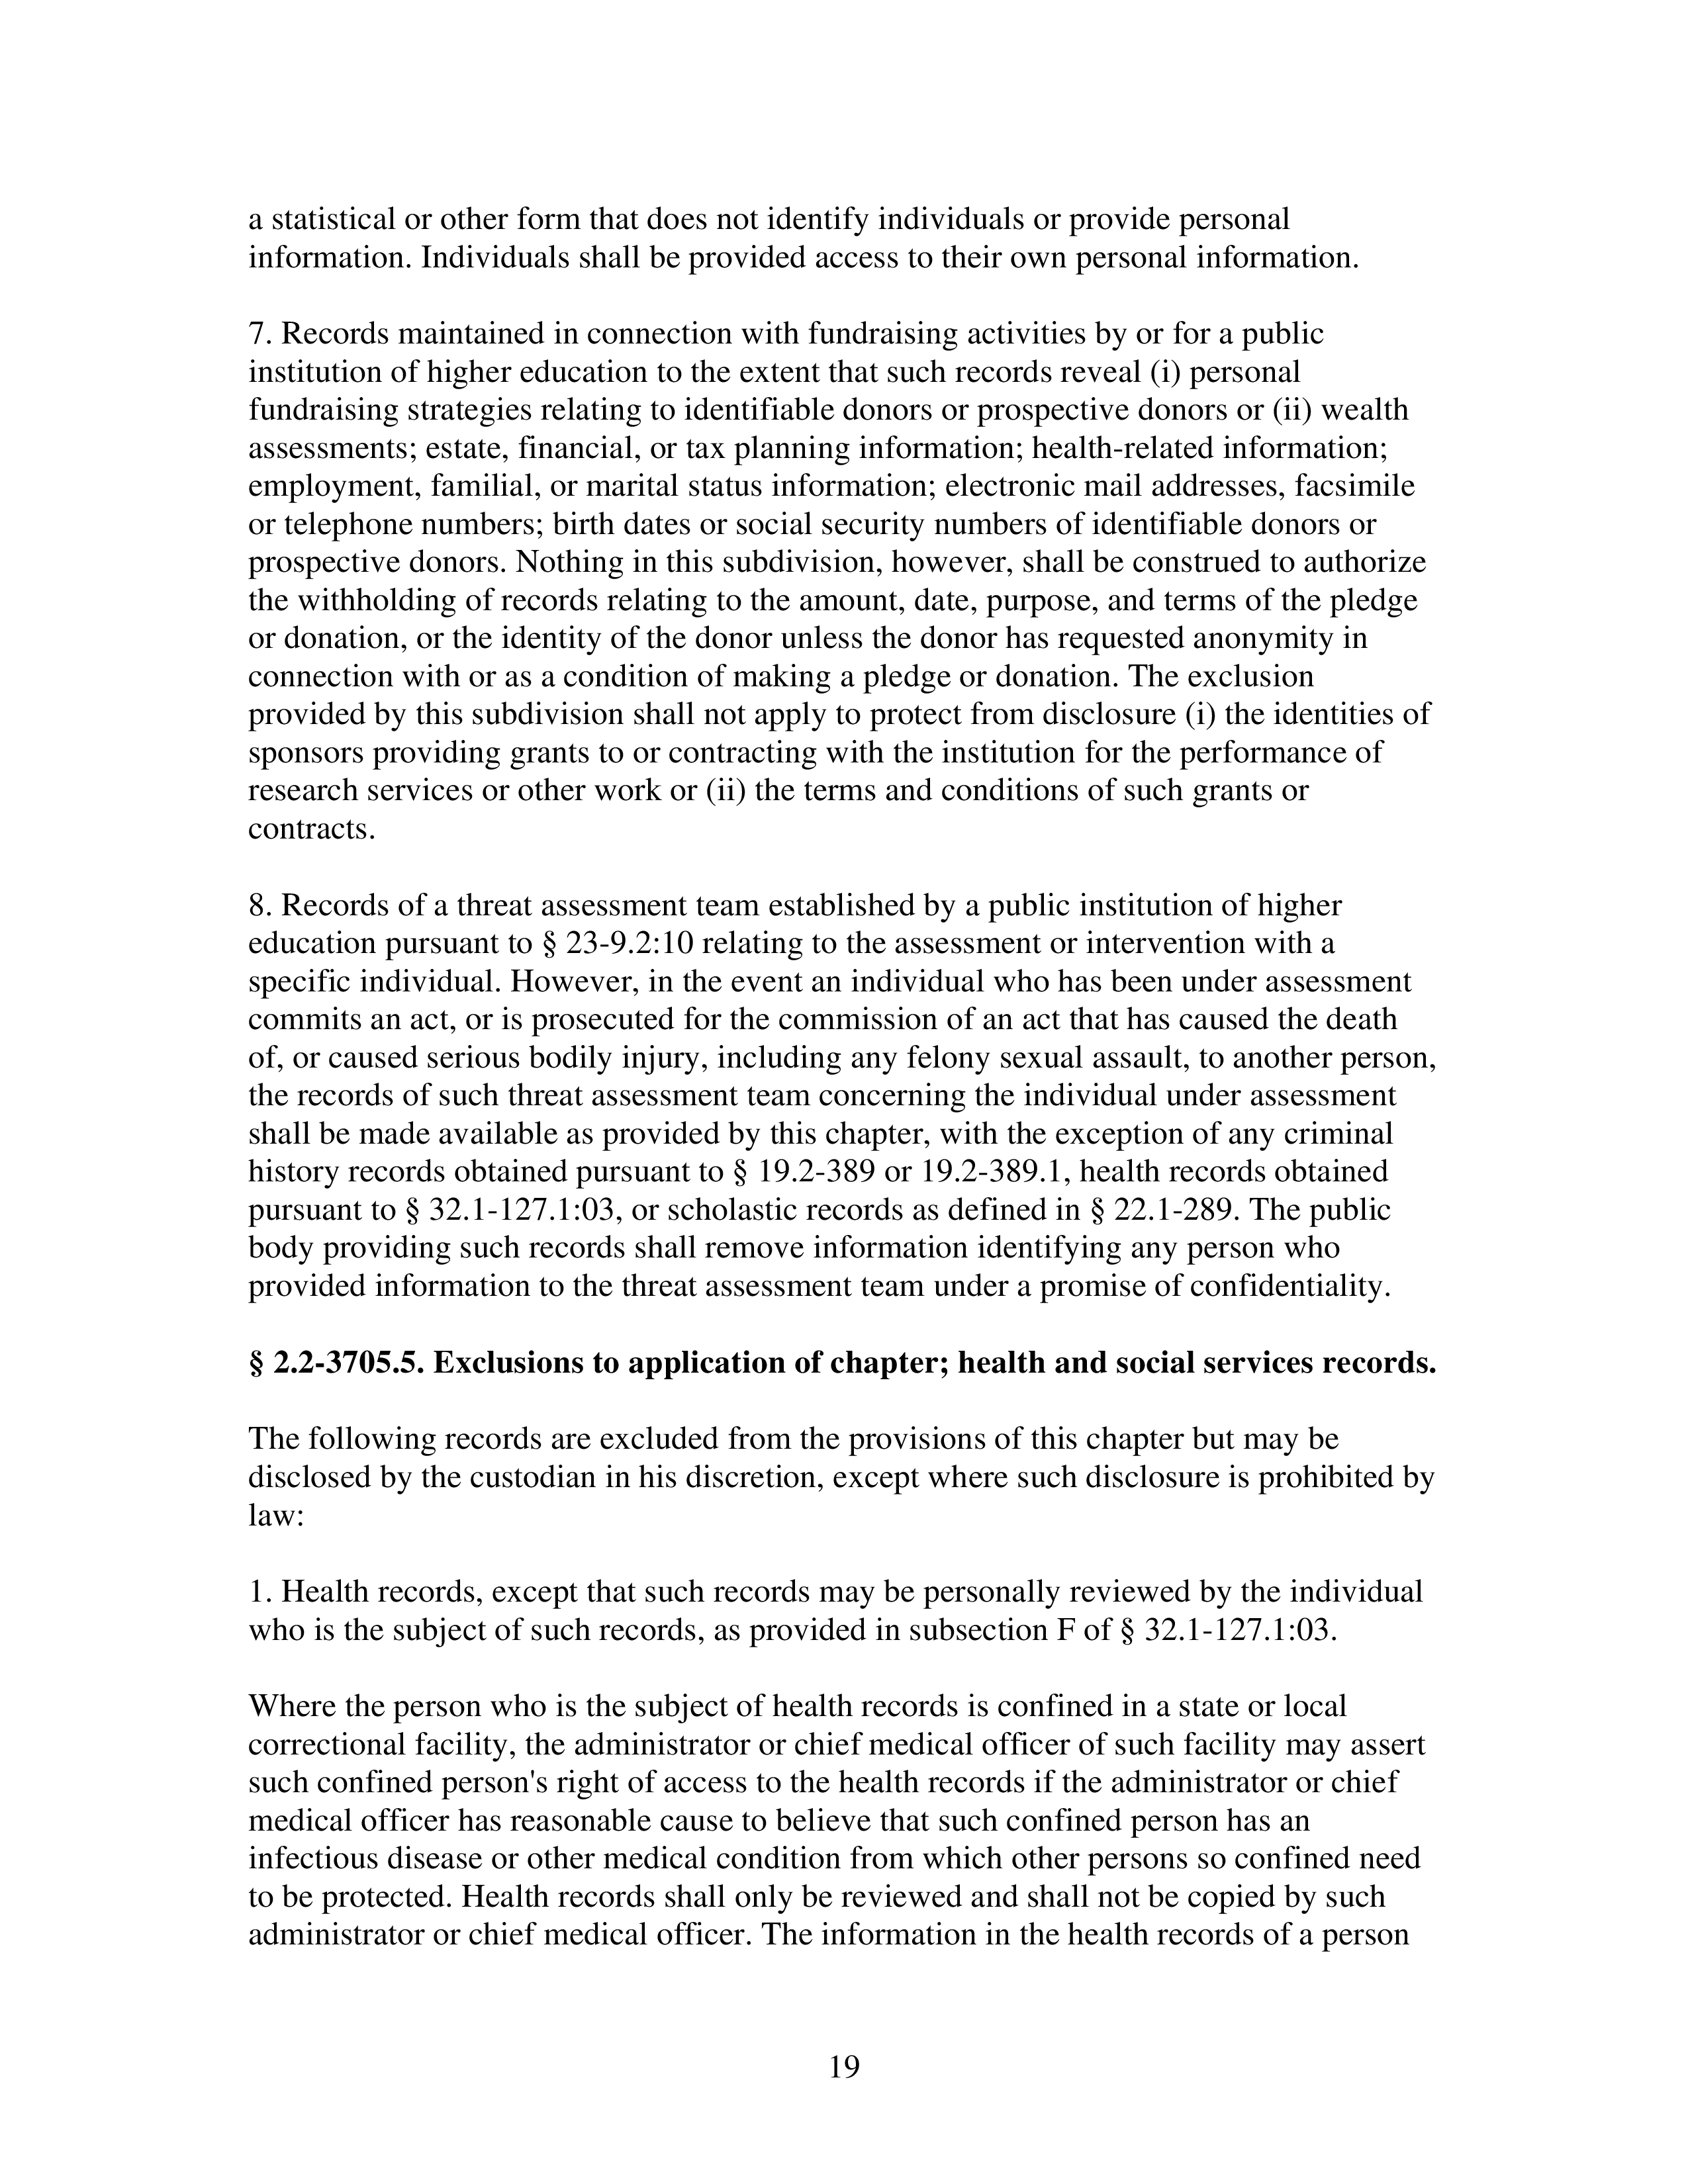 a statistical or other form that does not identify individuals or provide personal
information. Individuals shall be provided access to their own personal information.
7. Records maintained in connection with fundraising activities by or for a public
institution of higher education to the extent that such records reveal (i) personal
fundraising strategies relating to identifiable donors or prospective donors or (ii) wealth
assessments; estate, financial, or tax planning information; health-related information;
employment, familial, or marital status information; electronic mail addresses, facsimile
or telephone numbers; birth dates or social security numbers of identifiable donors or
prospective donors. Nothing in this subdivision, however, shall be construed to authorize
the withholding of records relating to the amount, date, purpose, and terms of the pledge
or donation, or the identity of the donor unless the donor has requested anonymity in
connection with or as a condition of making a pledge or donation. The exclusion
provided by this subdivision shall not apply to protect from disclosure (i) the identities of
sponsors providing grants to or contracting with the institution for the performance of
research services or other work or (ii) the terms and conditions of such grants or
contracts.
8. Records of a threat assessment team established by a public institution of higher
education pursuant to § 23-9.2:10 relating to the assessment or intervention with a
specific individual. However, in the event an individual who has been under assessment
commits an act, or is prosecuted for the commission of an act that has caused the death
of, or caused serious bodily injury, including any felony sexual assault, to another person,
the records of such threat assessment team concerning the individual under assessment
shall be made available as provided by this chapter, with the exception of any criminal
history records obtained pursuant to § 19.2-389 or 19.2-389.1, health records obtained
pursuant to § 32.1-127.1:03, or scholastic records as defined in § 22.1-289. The public
body providing such records shall remove information identifying any person who
provided information to the threat assessment team under a promise of confidentiality.
§ 2.2-3705.5. Exclusions to application of chapter; health and social services records.
The following records are excluded from the provisions of this chapter but may be
disclosed by the custodian in his discretion, except where such disclosure is prohibited by
law:
1. Health records, except that such records may be personally reviewed by the individual
who is the subject of such records, as provided in subsection F of § 32.1-127.1:03.
Where the person who is the subject of health records is confined in a state or local
correctional facility, the administrator or chief medical officer of such facility may assert
such confined person's right of access to the health records if the administrator or chief
medical officer has reasonable cause to believe that such confined person has an
infectious disease or other medical condition from which other persons so confined need
to be protected. Health records shall only be reviewed and shall not be copied by such
administrator or chief medical officer. The information in the health records of a person
19